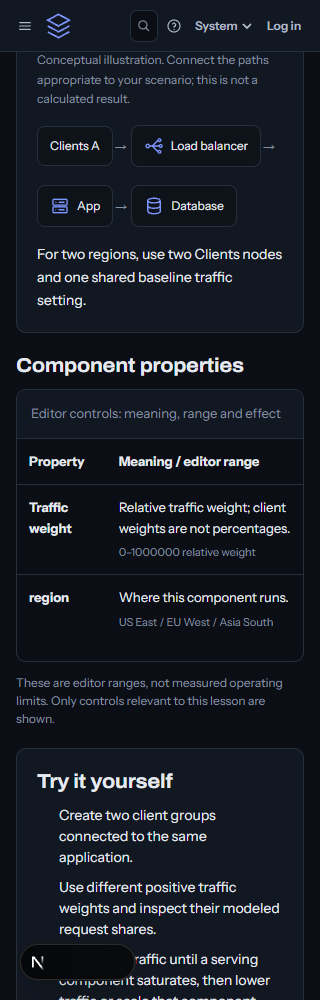 System
Log in
Conceptual illustration. Connect the paths
appropriate to your scenario; this is not a
calculated result.
Clients A → Load balancer →
App → Database
For two regions, use two Clients nodes
and one shared baseline traffic
setting.
Component properties
Editor controls: meaning, range and effect
Property Meaning / editor range
Traffic weight
Relative traffic weight; client
weights are not percentages.
0–1000000 relative weight
region
Where this component runs.
US East / EU West / Asia South
These are editor ranges, not measured operating
limits. Only controls relevant to this lesson are
shown.
Try it yourself
Create two client groups
connected to the same
application.
Use different positive traffic
weights and inspect their modeled
request shares.
N
raffic until a serving
component saturates, then lower